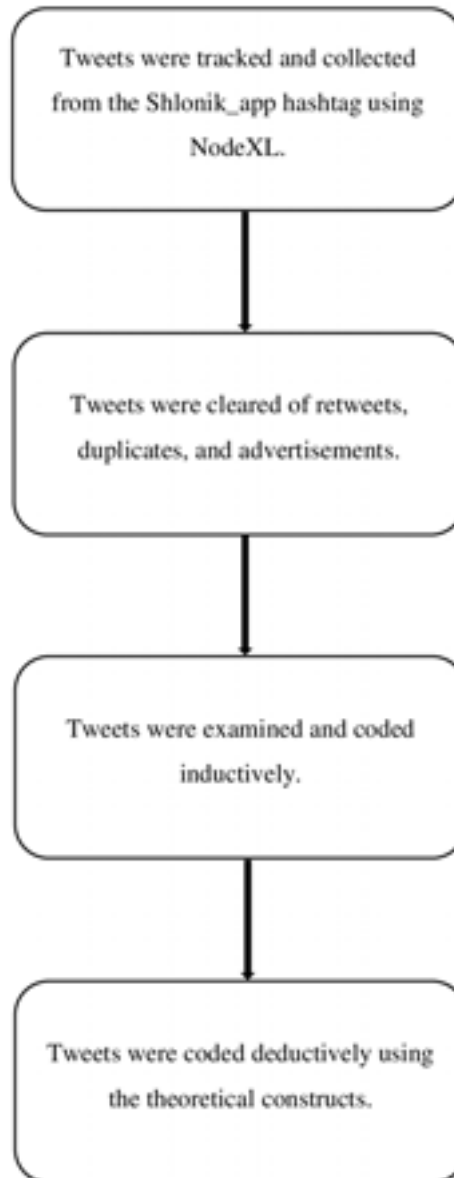 Tweets were tracked and collected
from the Shlonik_app hashtag using
NodeXL.
Tweets were cleared of retweets,
duplicates, and advertisements.
Tweets were examined and coded
inductively.
Tweets were coded deductively using
the theoretical constructs.